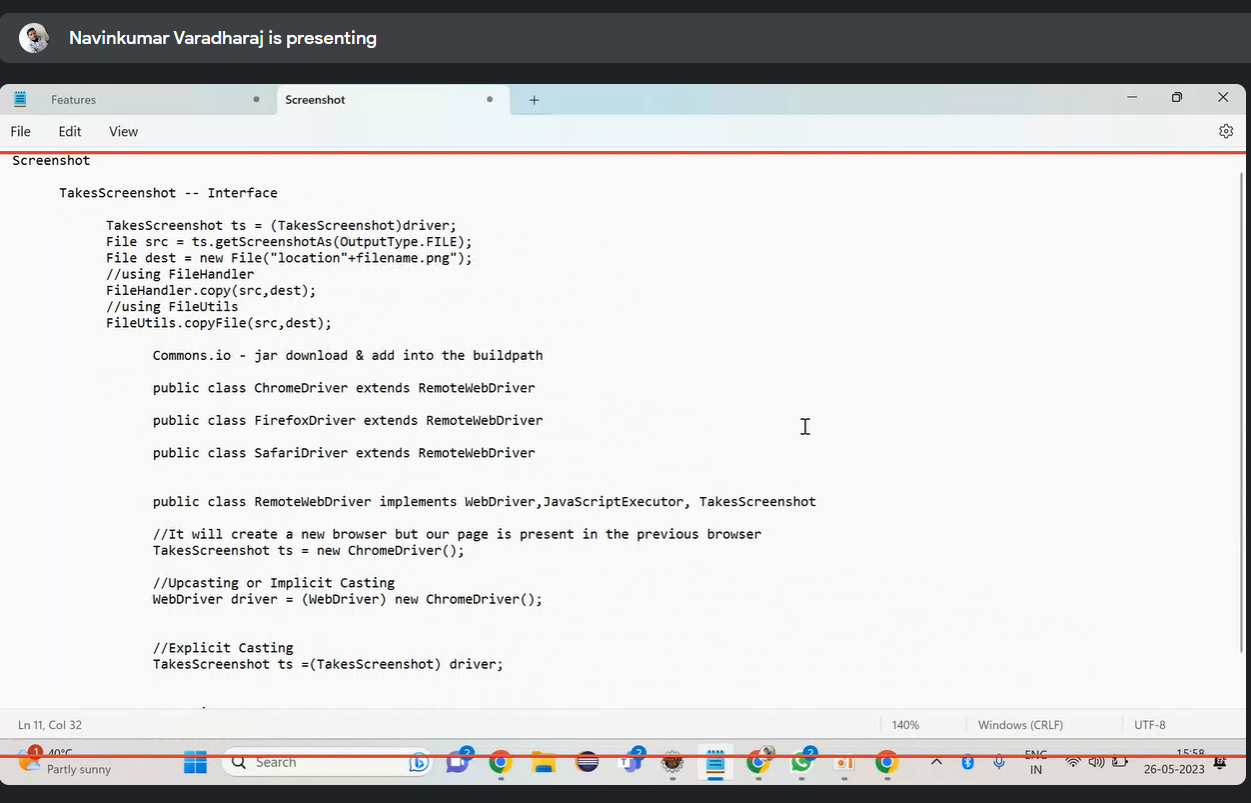 Navinkumar Varadharaj is presenting
Features
Screenshot
File Edit View
Screenshot
TakesScreenshot -- Interface
TakesScreenshot ts = (TakesScreenshot)driver;
File src = ts.getScreenshotAs(OutputType.FILE);
File dest = new File("location"+filename.png");
//using FileHandler
FileHandler.copy(src,dest);
//using FileUtils
FileUtils.copyFile(src,dest);
Commons.io - jar download & add into the buildpath
public class ChromeDriver extends RemoteWebDriver
public class FirefoxDriver extends RemoteWebDriver
public class SafariDriver extends RemoteWebDriver
public class RemoteWebDriver implements WebDriver,JavaScriptExecutor, TakesScreenshot
//It will create a new browser but our page is present in the previous browser
TakesScreenshot ts = new ChromeDriver();
//Upcasting or Implicit Casting
WebDriver driver = (WebDriver) new ChromeDriver();
//Explicit Casting
TakesScreenshot ts =(TakesScreenshot) driver;
Ln 11, Col 32 140% Windows (CRLF) UTF-8
1 40°C
Partly sunny
Search
2
2
2
ENG
IN
15:58
26-05-2023